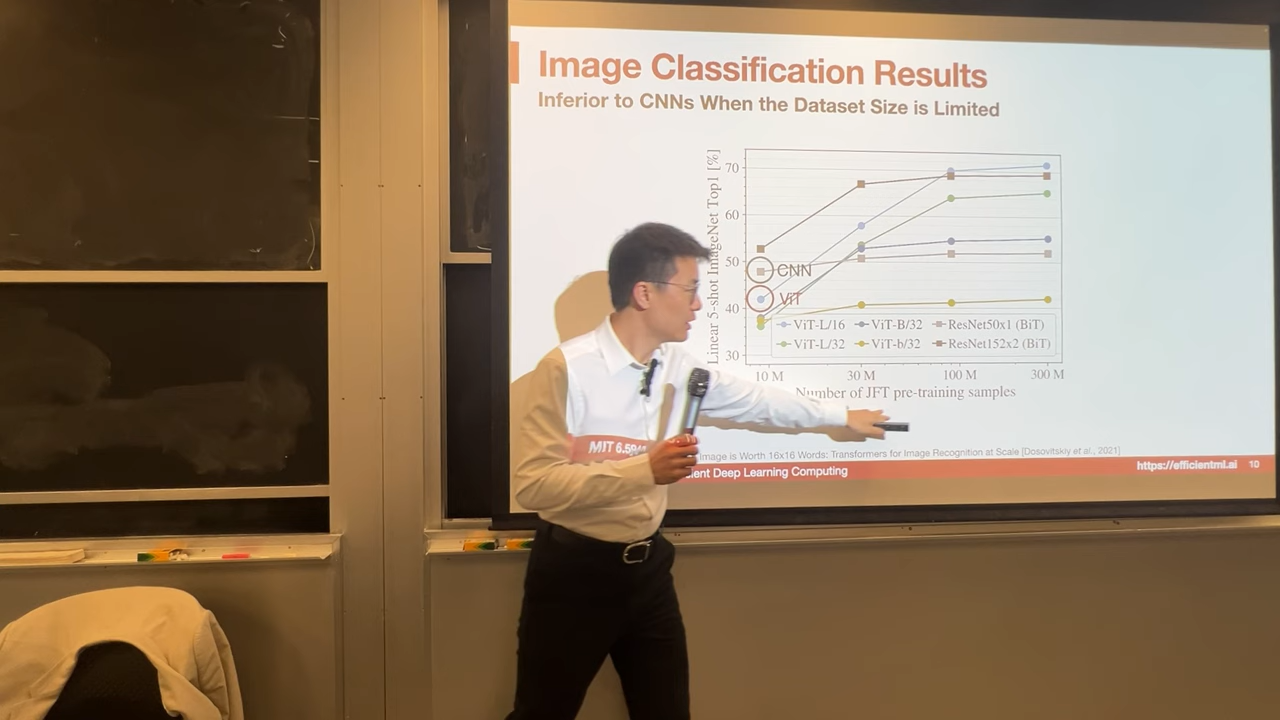 Image Classification Results
Inferior to CNNs When the Dataset Size is Limited
Linear 5-shot ImageNet Top1 [%]
70
60
50
40
30
CNN
ViT
ViT-L/16 ViT-B/32 ResNet50x1 (BiT)
ViT-L/32 ViT-b/32 ResNet152x2 (BiT)
10 M 30 M 100 M 300 M
Number of JFT pre-training samples
Image is Worth 16x16 Words: Transformers for Image Recognition at Scale [Dosovitskiy et al., 2021]
MIT 6.594
Deep Learning Computing
https://efficientml.ai 10